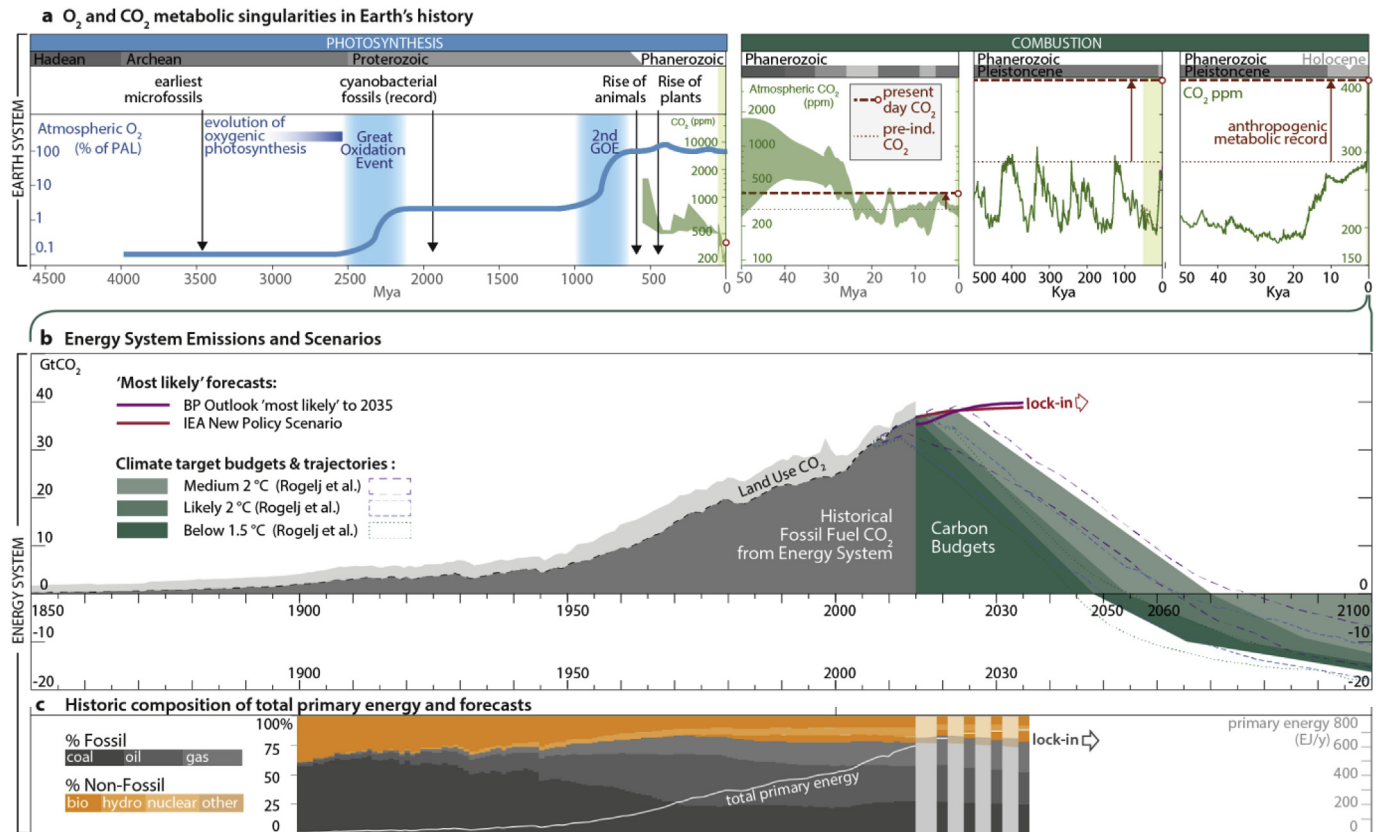 a O2 and CO2 metabolic singularities in Earth's history
EARTH SYSTEM
PHOTOSYNTHESIS
Hadean Archean Proterozoic Phanerozoic
earliest
microfossils
cyanobacterial
fossils (record)
Rise of
animals
Rise of
plants
Atmospheric O2
(% of PAL)
evolution of
oxygenic
photosynthesis
Great
Oxidation
Event
2nd
GOE
CO2 (ppm)
100
10
1
0.1
10000
2000
1000
500
200
4500 4000 3500 3000 2500 2000 1500 1000 500 0
Mya
COMBUSTION
Phanerozoic
Atmospheric CO2
(ppm)
present
day CO2
pre-ind.
CO2
2000
1000
500
200
100
50 40 30 20 10 0
Mya
Phanerozoic
Pleistoncene
500 400 300 200 100 0
Kya
Phanerozoic
Pleistoncene Holocene
CO2 ppm
anthropogenic
metabolic record
400
300
200
150
50 40 30 20 10 0
Kya
b Energy System Emissions and Scenarios
ENERGY SYSTEM
GtCO2
40
30
20
10
0
-10
-20
'Most likely' forecasts:
BP Outlook 'most likely' to 2035
IEA New Policy Scenario
Climate target budgets & trajectories :
Medium 2 °C (Rogelj et al.)
Likely 2 °C (Rogelj et al.)
Below 1.5 °C (Rogelj et al.)
Land Use CO2
Historical
Fossil Fuel CO2
from Energy System
Carbon
Budgets
lock-in
0
-10
-20
1850 1900 1950 2000 2030 2050 2060 2100
1900 1950 2000 2030
c Historic composition of total primary energy and forecasts
% Fossil
coal oil gas
% Non-Fossil
bio hydro nuclear other
100%
75
50
25
0
total primary energy
lock-in
primary energy 800
(EJ/y)
600
400
200
0